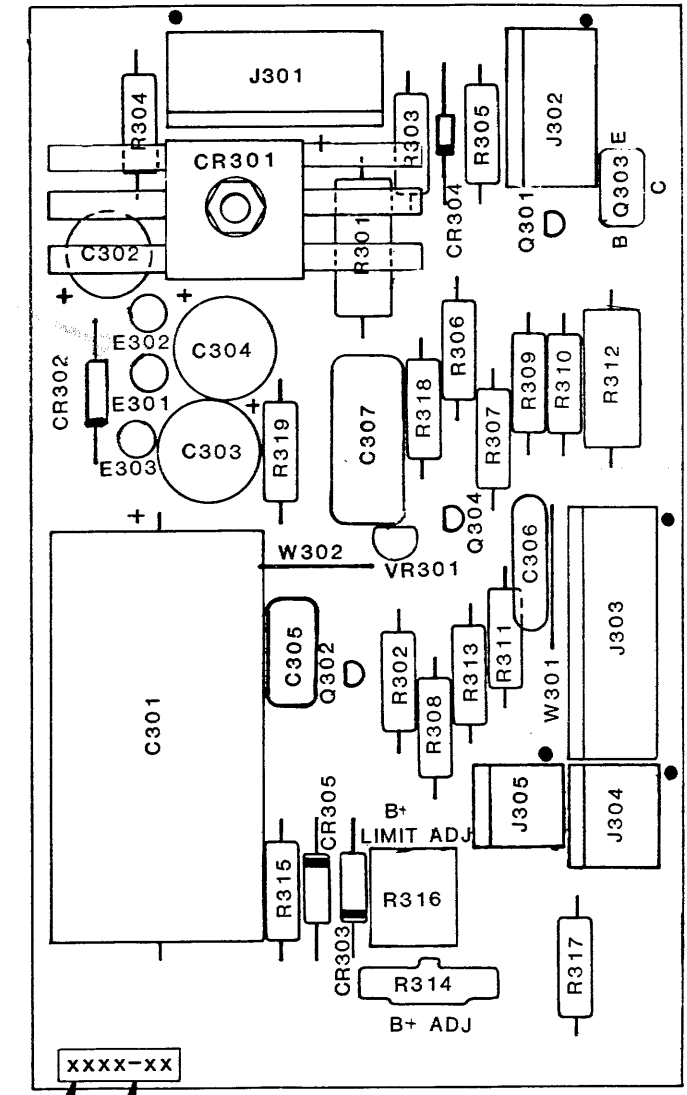 J301
R304
CR301
+
R303
CR304
R305
J302
E
Q303
C
B
Q301
C302
R301
+
+
E302
C304
CR302
E301
+
C303
E303
R319
C307
R318
R306
R307
R309
R310
R312
+
W302
VR301
Q304
C306
J303
C301
C305
Q302
R302
R308
R313
R311
W301
J305
J304
CR305
B+
LIMIT ADJ
R315
R316
CR303
R314
B+ ADJ
R317
XXXX-XX